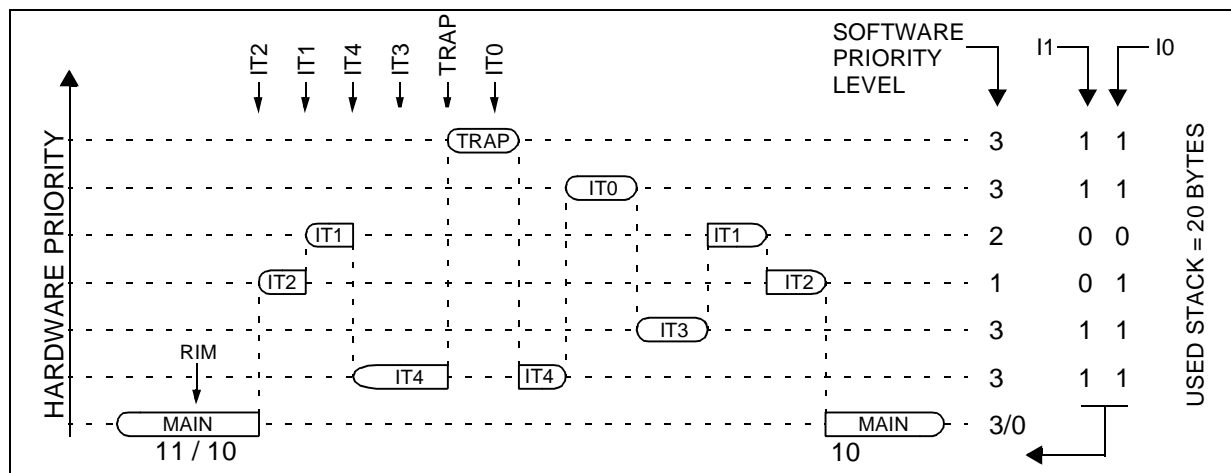 SOFTWARE
PRIORITY
LEVEL
I1
I0
IT2
IT1
IT4
IT3
TRAP
IT0
HARDWARE PRIORITY
USED STACK = 20 BYTES
TRAP
3
1 1
IT0
3
1 1
IT1
IT1
2
0 0
IT2
IT2
1
0 1
IT3
3
1 1
RIM
IT4
IT4
3
1 1
MAIN
MAIN
3/0
11 / 10
10